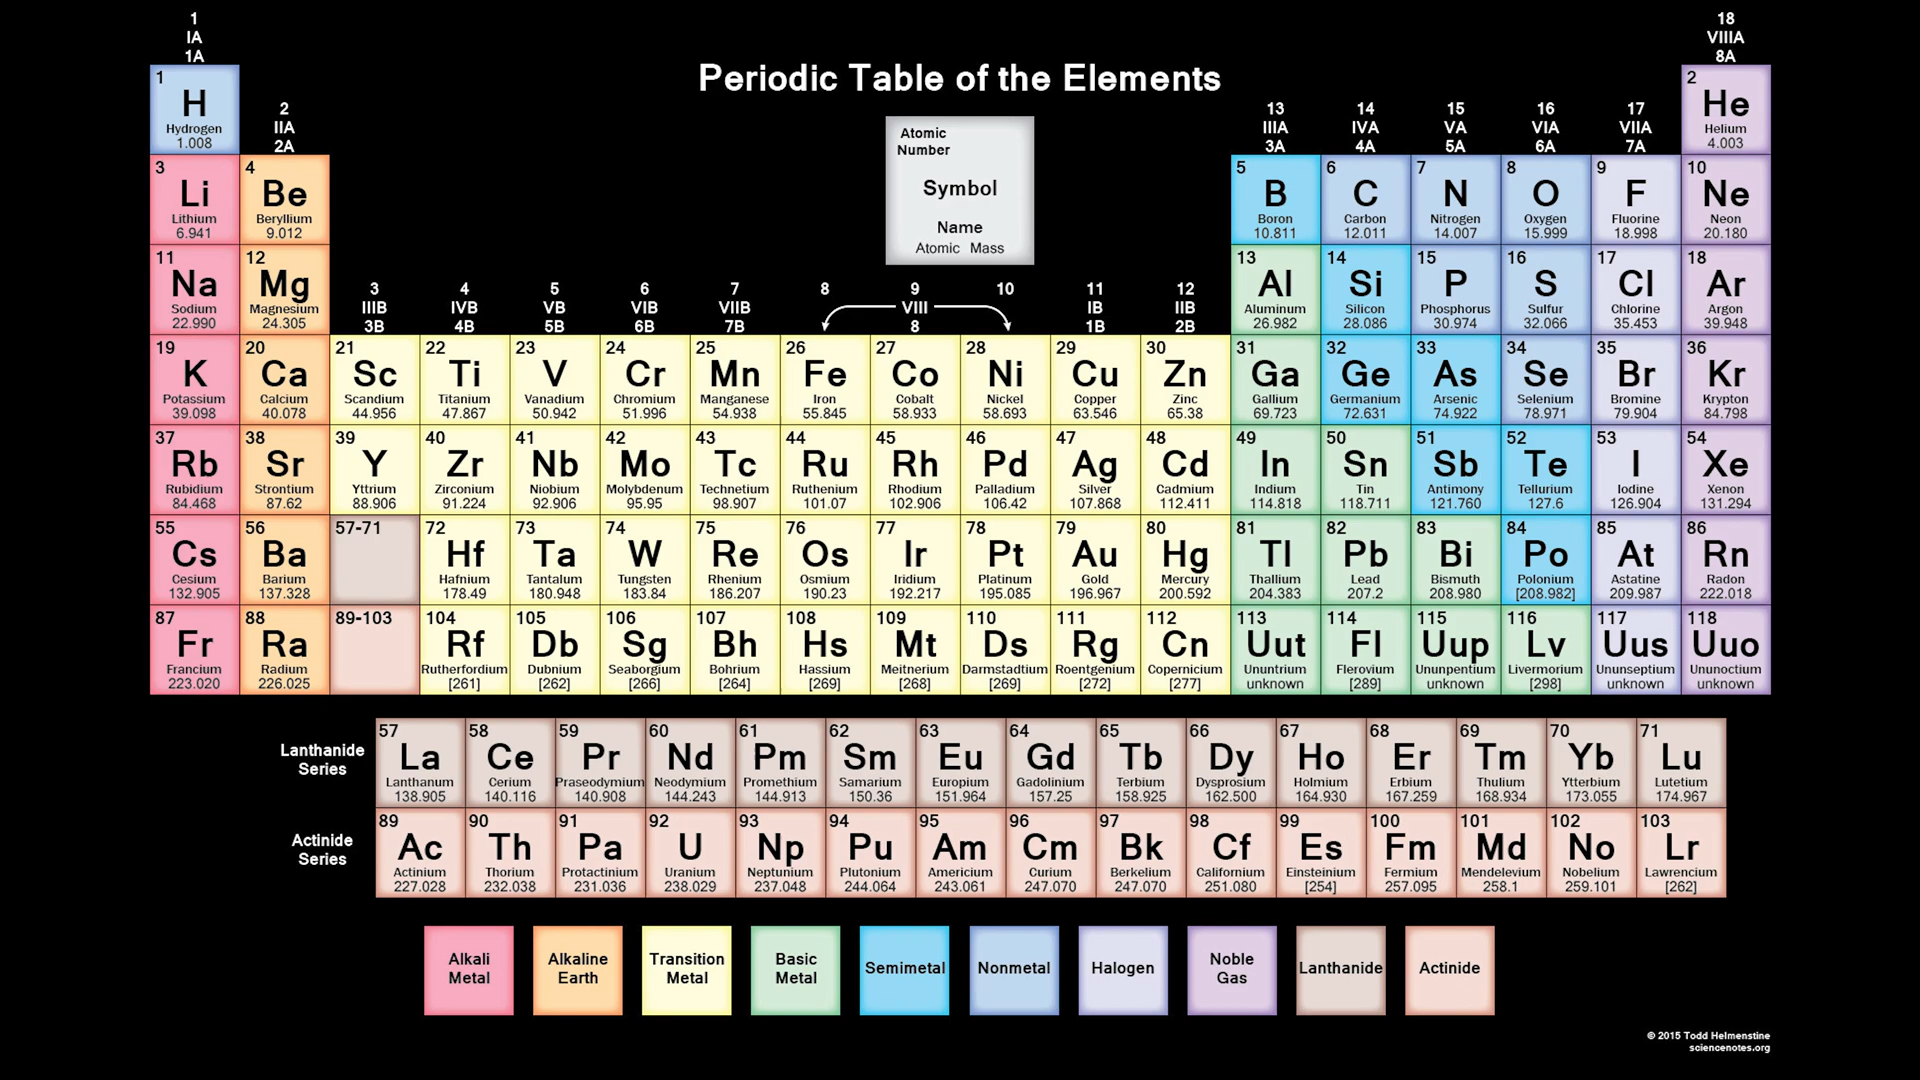 1
IA
1A
18
VIIIA
8A
Periodic Table of the Elements
1
H
Hydrogen
1.008
2
IIA
2A
Atomic
Number
Symbol
Name
Atomic Mass
13
IIIA
3A
14
IVA
4A
15
VA
5A
16
VIA
6A
17
VIIA
7A
2
He
Helium
4.003
3
Li
Lithium
6.941
4
Be
Beryllium
9.012
5
B
Boron
10.811
6
C
Carbon
12.011
7
N
Nitrogen
14.007
8
O
Oxygen
15.999
9
F
Fluorine
18.998
10
Ne
Neon
20.180
11
Na
Sodium
22.990
12
Mg
Magnesium
24.305
3
IIIB
3B
4
IVB
4B
5
VB
5B
6
VIB
6B
7
VIIB
7B
8 9 10
VIII
8
11
IB
1B
12
IIB
2B
13
Al
Aluminum
26.982
14
Si
Silicon
28.086
15
P
Phosphorus
30.974
16
S
Sulfur
32.066
17
Cl
Chlorine
35.453
18
Ar
Argon
39.948
19
K
Potassium
39.098
20
Ca
Calcium
40.078
21
Sc
Scandium
44.956
22
Ti
Titanium
47.867
23
V
Vanadium
50.942
24
Cr
Chromium
51.996
25
Mn
Manganese
54.938
26
Fe
Iron
55.845
27
Co
Cobalt
58.933
28
Ni
Nickel
58.693
29
Cu
Copper
63.546
30
Zn
Zinc
65.38
31
Ga
Gallium
69.723
32
Ge
Germanium
72.631
33
As
Arsenic
74.922
34
Se
Selenium
78.971
35
Br
Bromine
79.904
36
Kr
Krypton
84.798
37
Rb
Rubidium
84.468
38
Sr
Strontium
87.62
39
Y
Yttrium
88.906
40
Zr
Zirconium
91.224
41
Nb
Niobium
92.906
42
Mo
Molybdenum
95.95
43
Tc
Technetium
98.907
44
Ru
Ruthenium
101.07
45
Rh
Rhodium
102.906
46
Pd
Palladium
106.42
47
Ag
Silver
107.868
48
Cd
Cadmium
112.411
49
In
Indium
114.818
50
Sn
Tin
118.711
51
Sb
Antimony
121.760
52
Te
Tellurium
127.6
53
I
Iodine
126.904
54
Xe
Xenon
131.294
55
Cs
Cesium
132.905
56
Ba
Barium
137.328
57-71
72
Hf
Hafnium
178.49
73
Ta
Tantalum
180.948
74
W
Tungsten
183.84
75
Re
Rhenium
186.207
76
Os
Osmium
190.23
77
Ir
Iridium
192.217
78
Pt
Platinum
195.085
79
Au
Gold
196.967
80
Hg
Mercury
200.592
81
Tl
Thallium
204.383
82
Pb
Lead
207.2
83
Bi
Bismuth
208.980
84
Po
Polonium
[208.982]
85
At
Astatine
209.987
86
Rn
Radon
222.018
87
Fr
Francium
223.020
88
Ra
Radium
226.025
89-103
104
Rf
Rutherfordium
[261]
105
Db
Dubnium
[262]
106
Sg
Seaborgium
[266]
107
Bh
Bohrium
[264]
108
Hs
Hassium
[269]
109
Mt
Meitnerium
[268]
110
Ds
Darmstadtium
[269]
111
Rg
Roentgenium
[272]
112
Cn
Copernicium
[277]
113
Uut
Ununtrium
unknown
114
Fl
Flerovium
[289]
115
Uup
Ununpentium
unknown
116
Lv
Livermorium
[298]
117
Uus
Ununseptium
unknown
118
Uuo
Ununoctium
unknown
Lanthanide
Series
57
La
Lanthanum
138.905
58
Ce
Cerium
140.116
59
Pr
Praseodymium
140.908
60
Nd
Neodymium
144.243
61
Pm
Promethium
144.913
62
Sm
Samarium
150.36
63
Eu
Europium
151.964
64
Gd
Gadolinium
157.25
65
Tb
Terbium
158.925
66
Dy
Dysprosium
162.500
67
Ho
Holmium
164.930
68
Er
Erbium
167.259
69
Tm
Thulium
168.934
70
Yb
Ytterbium
173.055
71
Lu
Lutetium
174.967
Actinide
Series
89
Ac
Actinium
227.028
90
Th
Thorium
232.038
91
Pa
Protactinium
231.036
92
U
Uranium
238.029
93
Np
Neptunium
237.048
94
Pu
Plutonium
244.064
95
Am
Americium
243.061
96
Cm
Curium
247.070
97
Bk
Berkelium
247.070
98
Cf
Californium
251.080
99
Es
Einsteinium
[254]
100
Fm
Fermium
257.095
101
Md
Mendelevium
258.1
102
No
Nobelium
259.101
103
Lr
Lawrencium
[262]
Alkali
Metal
Alkaline
Earth
Transition
Metal
Basic
Metal
Semimetal
Nonmetal
Halogen
Noble
Gas
Lanthanide
Actinide
© 2015 Todd Helmenstine
sciencenotes.org